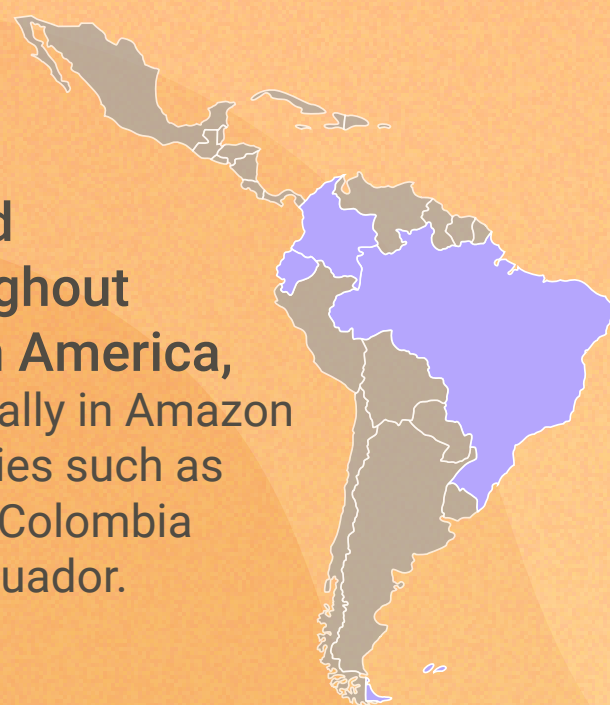 d
ghout
America,
ally in Amazon
ies such as
Colombia
uador.